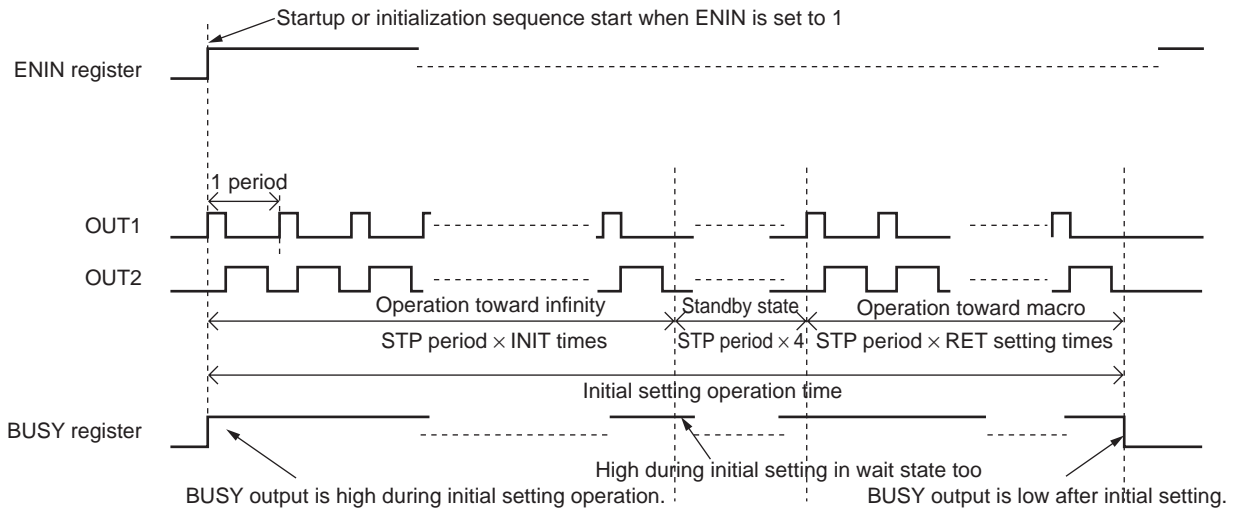 Startup or initialization sequence start when ENIN is set to 1
ENIN register
1 period
OUT1
OUT2
Operation toward infinity
Standby state
Operation toward macro
STP period × INIT times
STP period × 4
STP period × RET setting times
Initial setting operation time
BUSY register
High during initial setting in wait state too
BUSY output is high during initial setting operation.
BUSY output is low after initial setting.